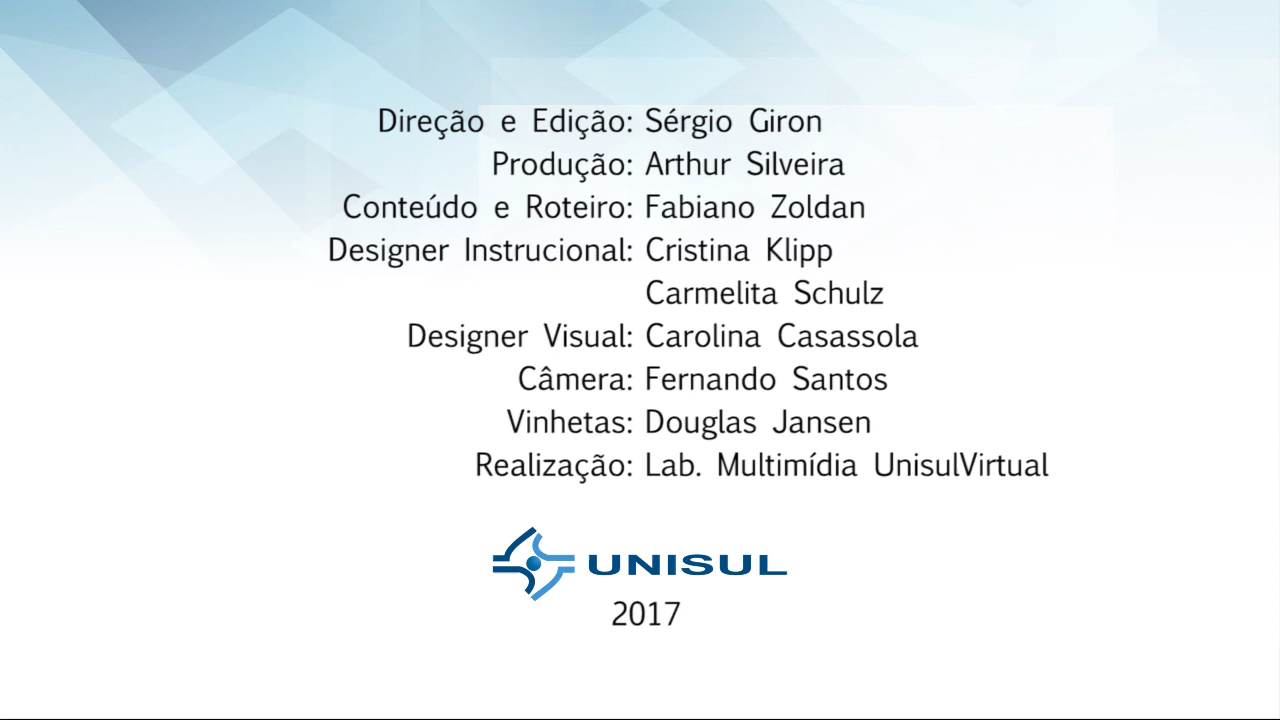 Direção e Edição: Sérgio Giron
Produção: Arthur Silveira
Conteúdo e Roteiro: Fabiano Zoldan
Designer Instrucional: Cristina Klipp
Carmelita Schulz
Designer Visual: Carolina Casassola
Câmera: Fernando Santos
Vinhetas: Douglas Jansen
Realização: Lab. Multimídia UnisulVirtual
UNISUL
2017